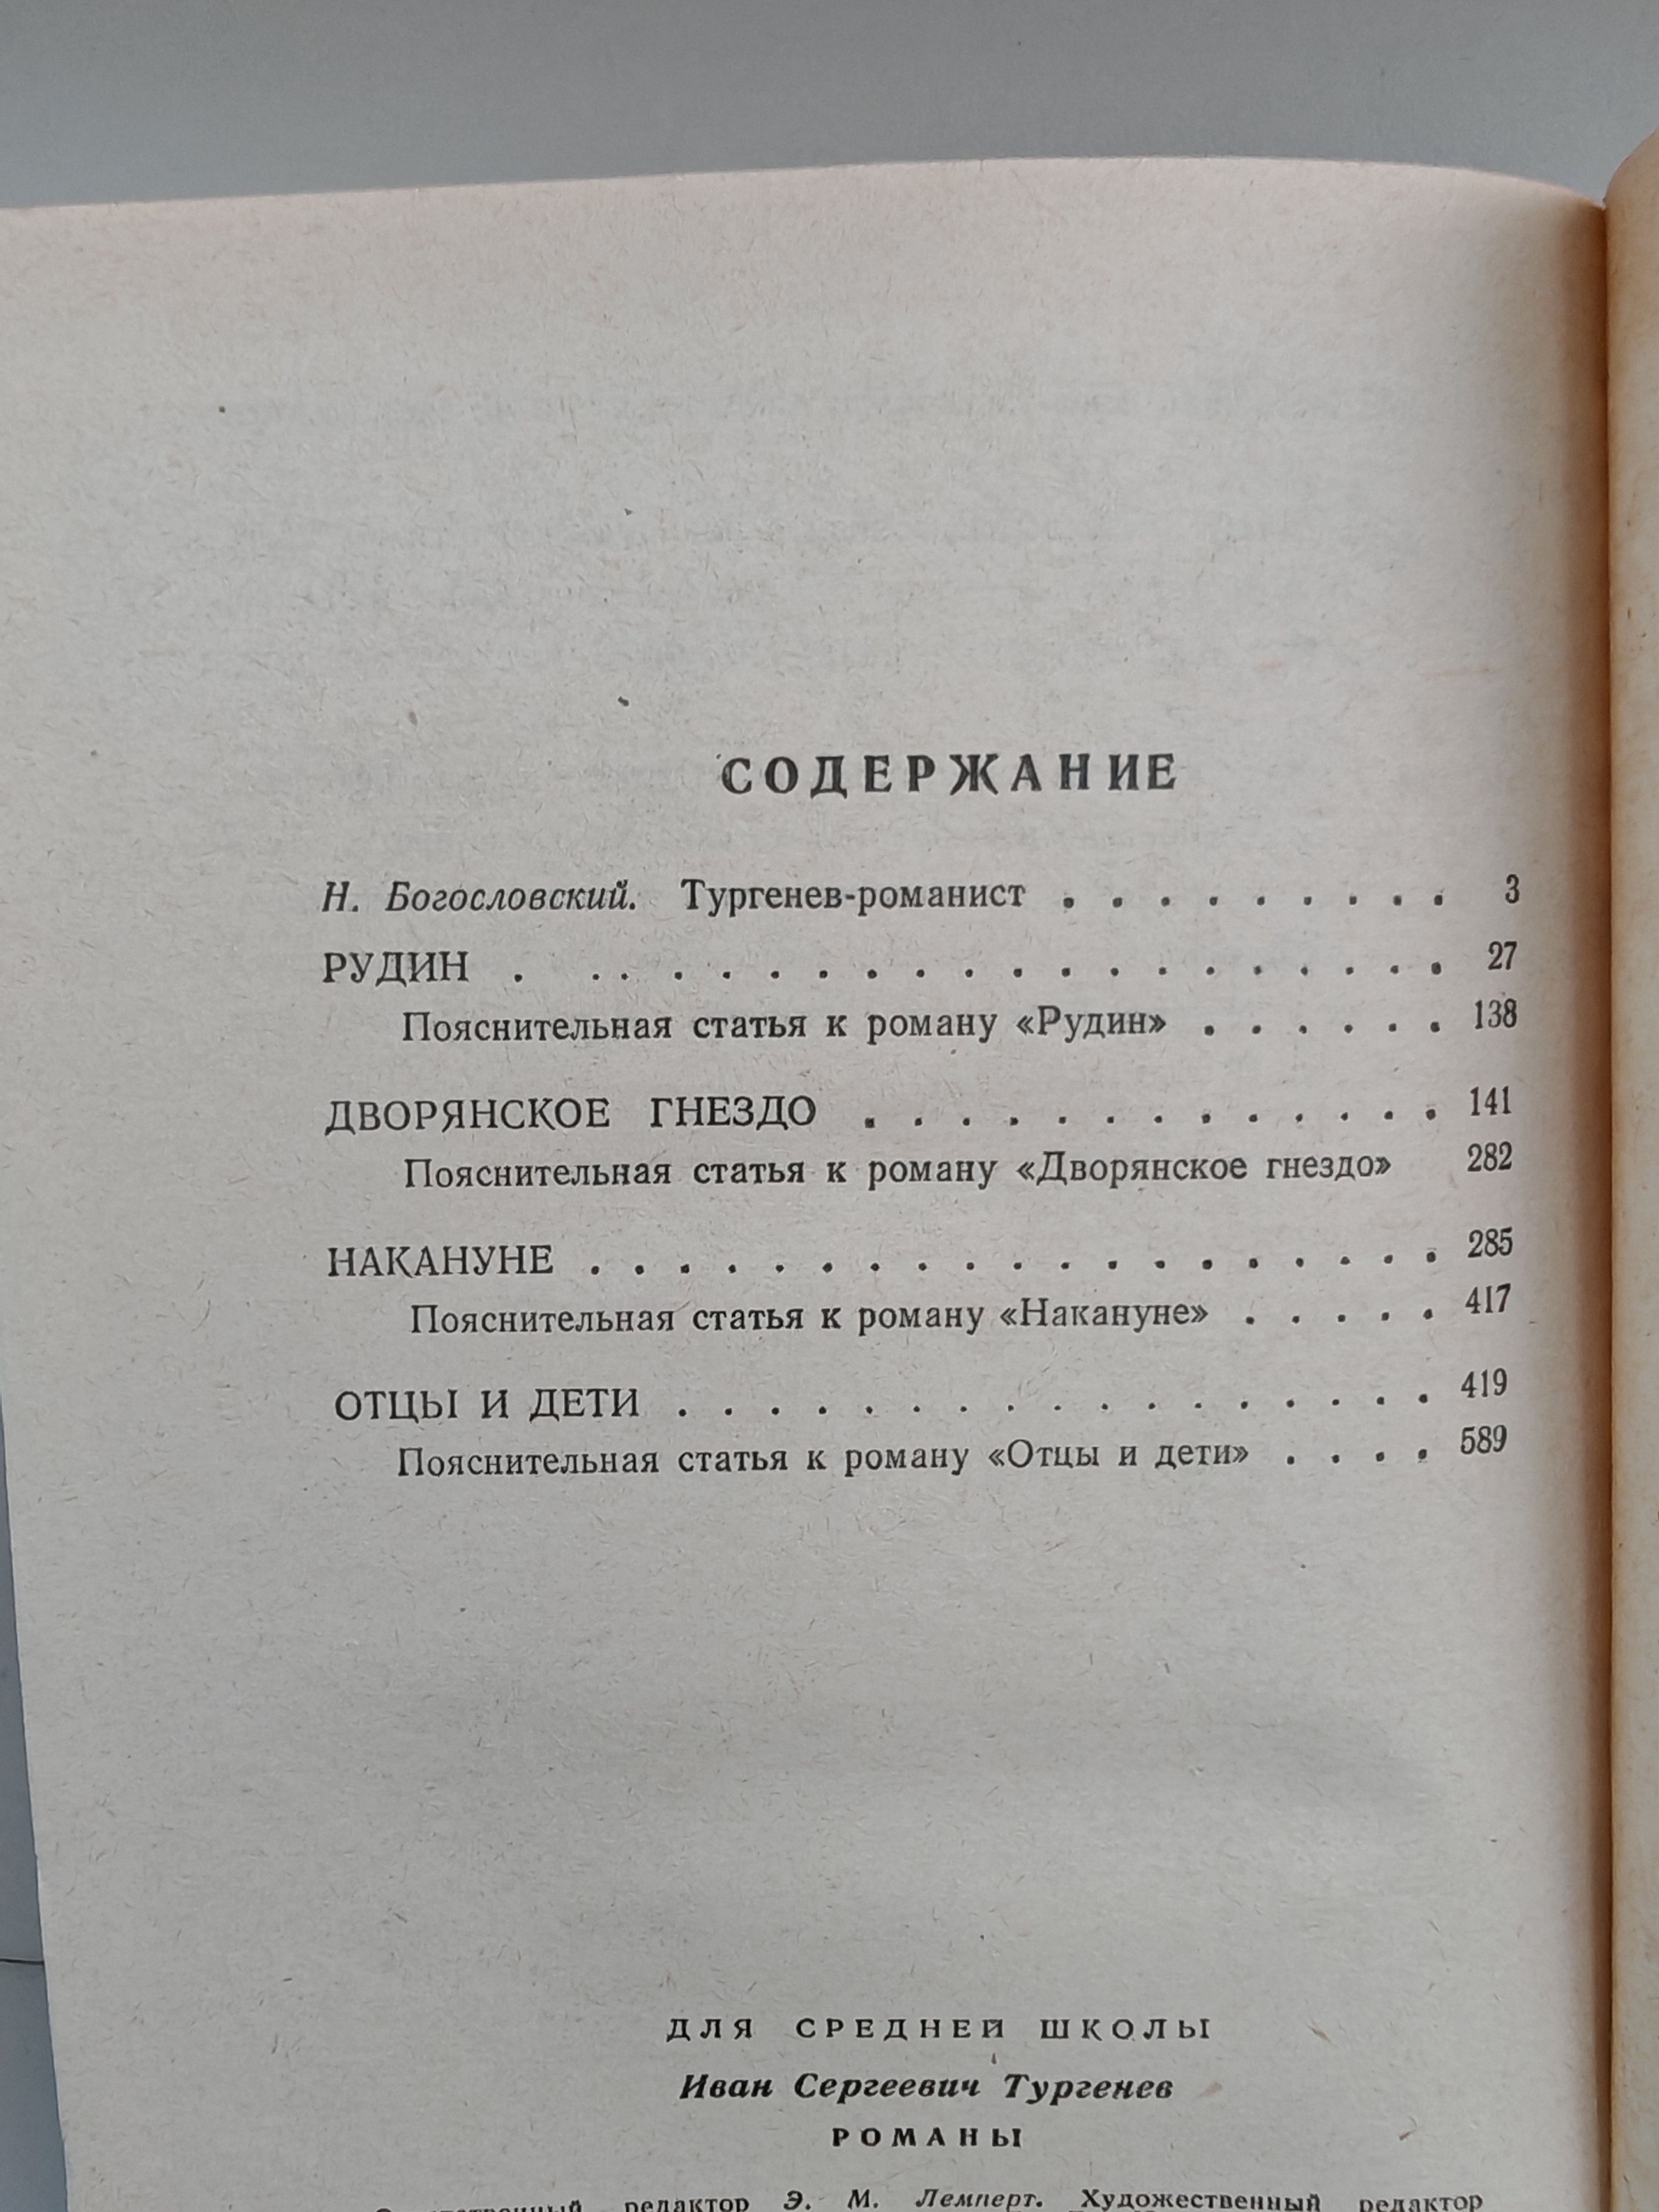 СОДЕРЖАНИЕ
Н. Богословский. Тургенев-романист . . . . . . . . . 3
РУДИН . . . . . . . . . . . . . . . . . . . . 27
Пояснительная статья к роману «Рудин» . . . . . . 138
ДВОРЯНСКОЕ ГНЕЗДО . . . . . . . . . . . . . 141
Пояснительная статья к роману «Дворянское гнездо» 282
НАКАНУНЕ . . . . . . . . . . . . . . . . . . . 285
Пояснительная статья к роману «Накануне» . . . . . 417
ОТЦЫ И ДЕТИ . . . . . . . . . . . . . . . . . 419
Пояснительная статья к роману «Отцы и дети» . . . . 589
ДЛЯ СРЕДНЕЙ ШКОЛЫ
Иван Сергеевич Тургенев
РОМАНЫ
редактор Э. М. Лемперт. Художественный редактор